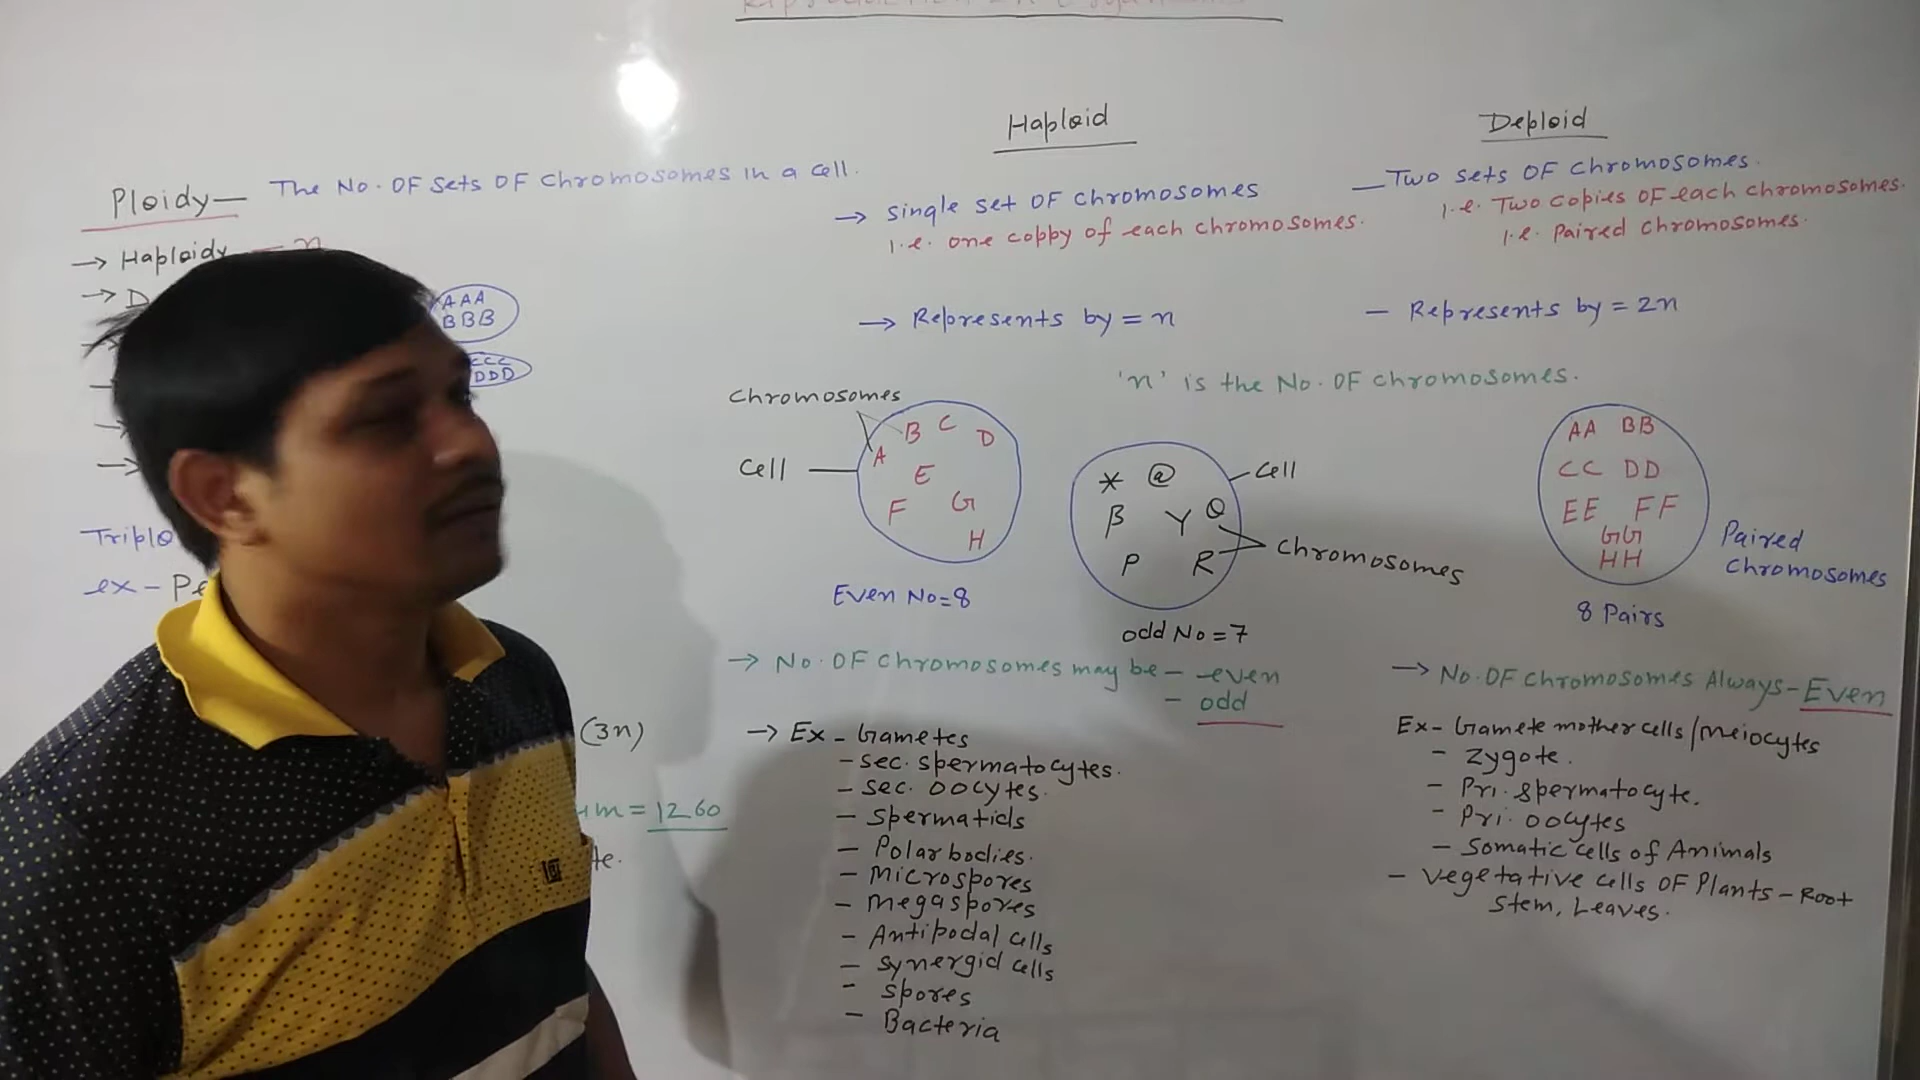 Ploidy— The No. OF sets OF chromosomes in a cell.
→ Haploidy — n
→ D
AAA
BBB
CCC
DDD
Triplo
ex - Pe
(3n)
um = 1260
te.
Haploid
→ single set OF chromosomes
i.e. one coppy of each chromosomes.
→ Represents by = n
Deploid
— Two sets OF chromosomes.
i.e. Two copies OF each chromosomes.
i.e. Paired chromosomes.
— Represents by = 2n
'n' is the No. OF chromosomes.
chromosomes
cell
A B C D
E
F G
H
Even No=8
* @
β Y Q
P R
cell
chromosomes
odd No = 7
AA BB
CC DD
EE FF
GG
HH
Paired
chromosomes
8 Pairs
→ No. OF chromosomes may be — even
— odd
→ Ex - Gametes
- sec. spermatocytes.
- sec. oocytes.
- spermatids
- Polar bodies.
- Microspores
- megaspores
- Antipodal cells
- synergid cells
- spores
- Bacteria
→ No. OF chromosomes Always - Even
Ex - Gamete mother cells/meiocytes
- Zygote.
- Pri. spermatocyte.
- Pri. oocytes
- Somatic cells of Animals
- vegetative cells OF Plants - Root
stem, Leaves.